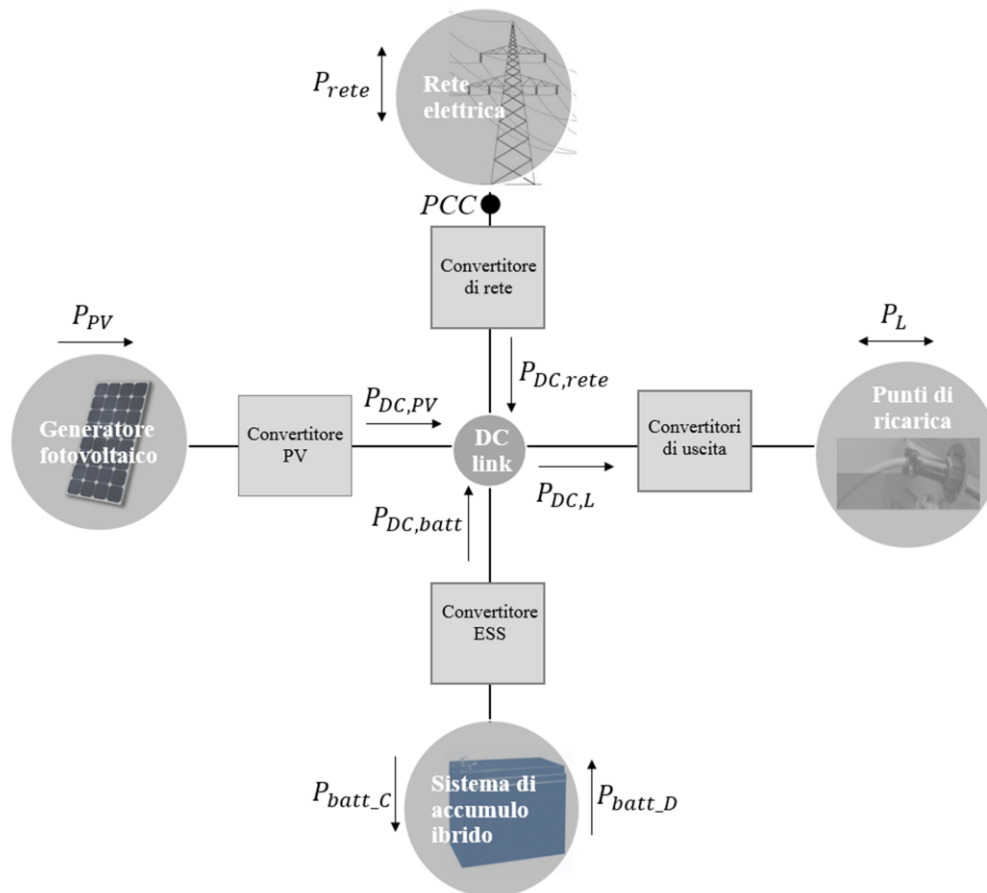 P_rete
Rete
elettrica
PCC
Convertitore
di rete
P_PV
P_L
P_DC,rete
Generatore
fotovoltaico
Convertitore
PV
P_DC,PV
DC
link
Convertitori
di uscita
Punti di
ricarica
P_DC,L
P_DC,batt
Convertitore
ESS
P_batt_C
Sistema di
accumulo
ibrido
P_batt_D